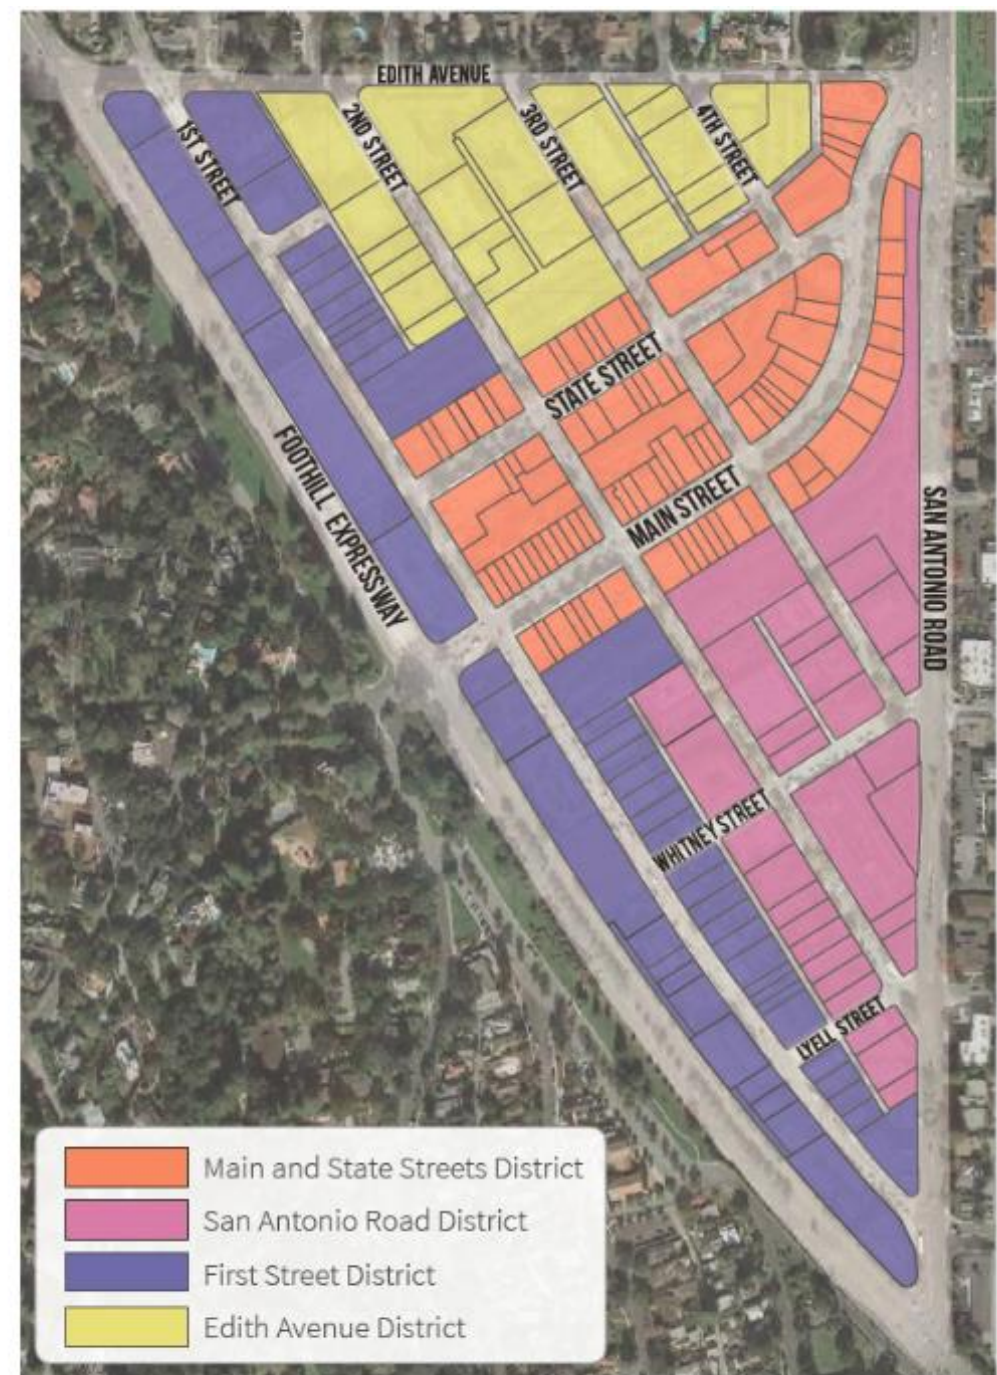 EDITH AVENUE
1ST STREET
2ND STREET
3RD STREET
4TH STREET
STATE STREET
MAIN STREET
FOOTHILL EXPRESSWAY
SAN ANTONIO ROAD
WHITNEY STREET
LYELL STREET
Main and State Streets District
San Antonio Road District
First Street District
Edith Avenue District